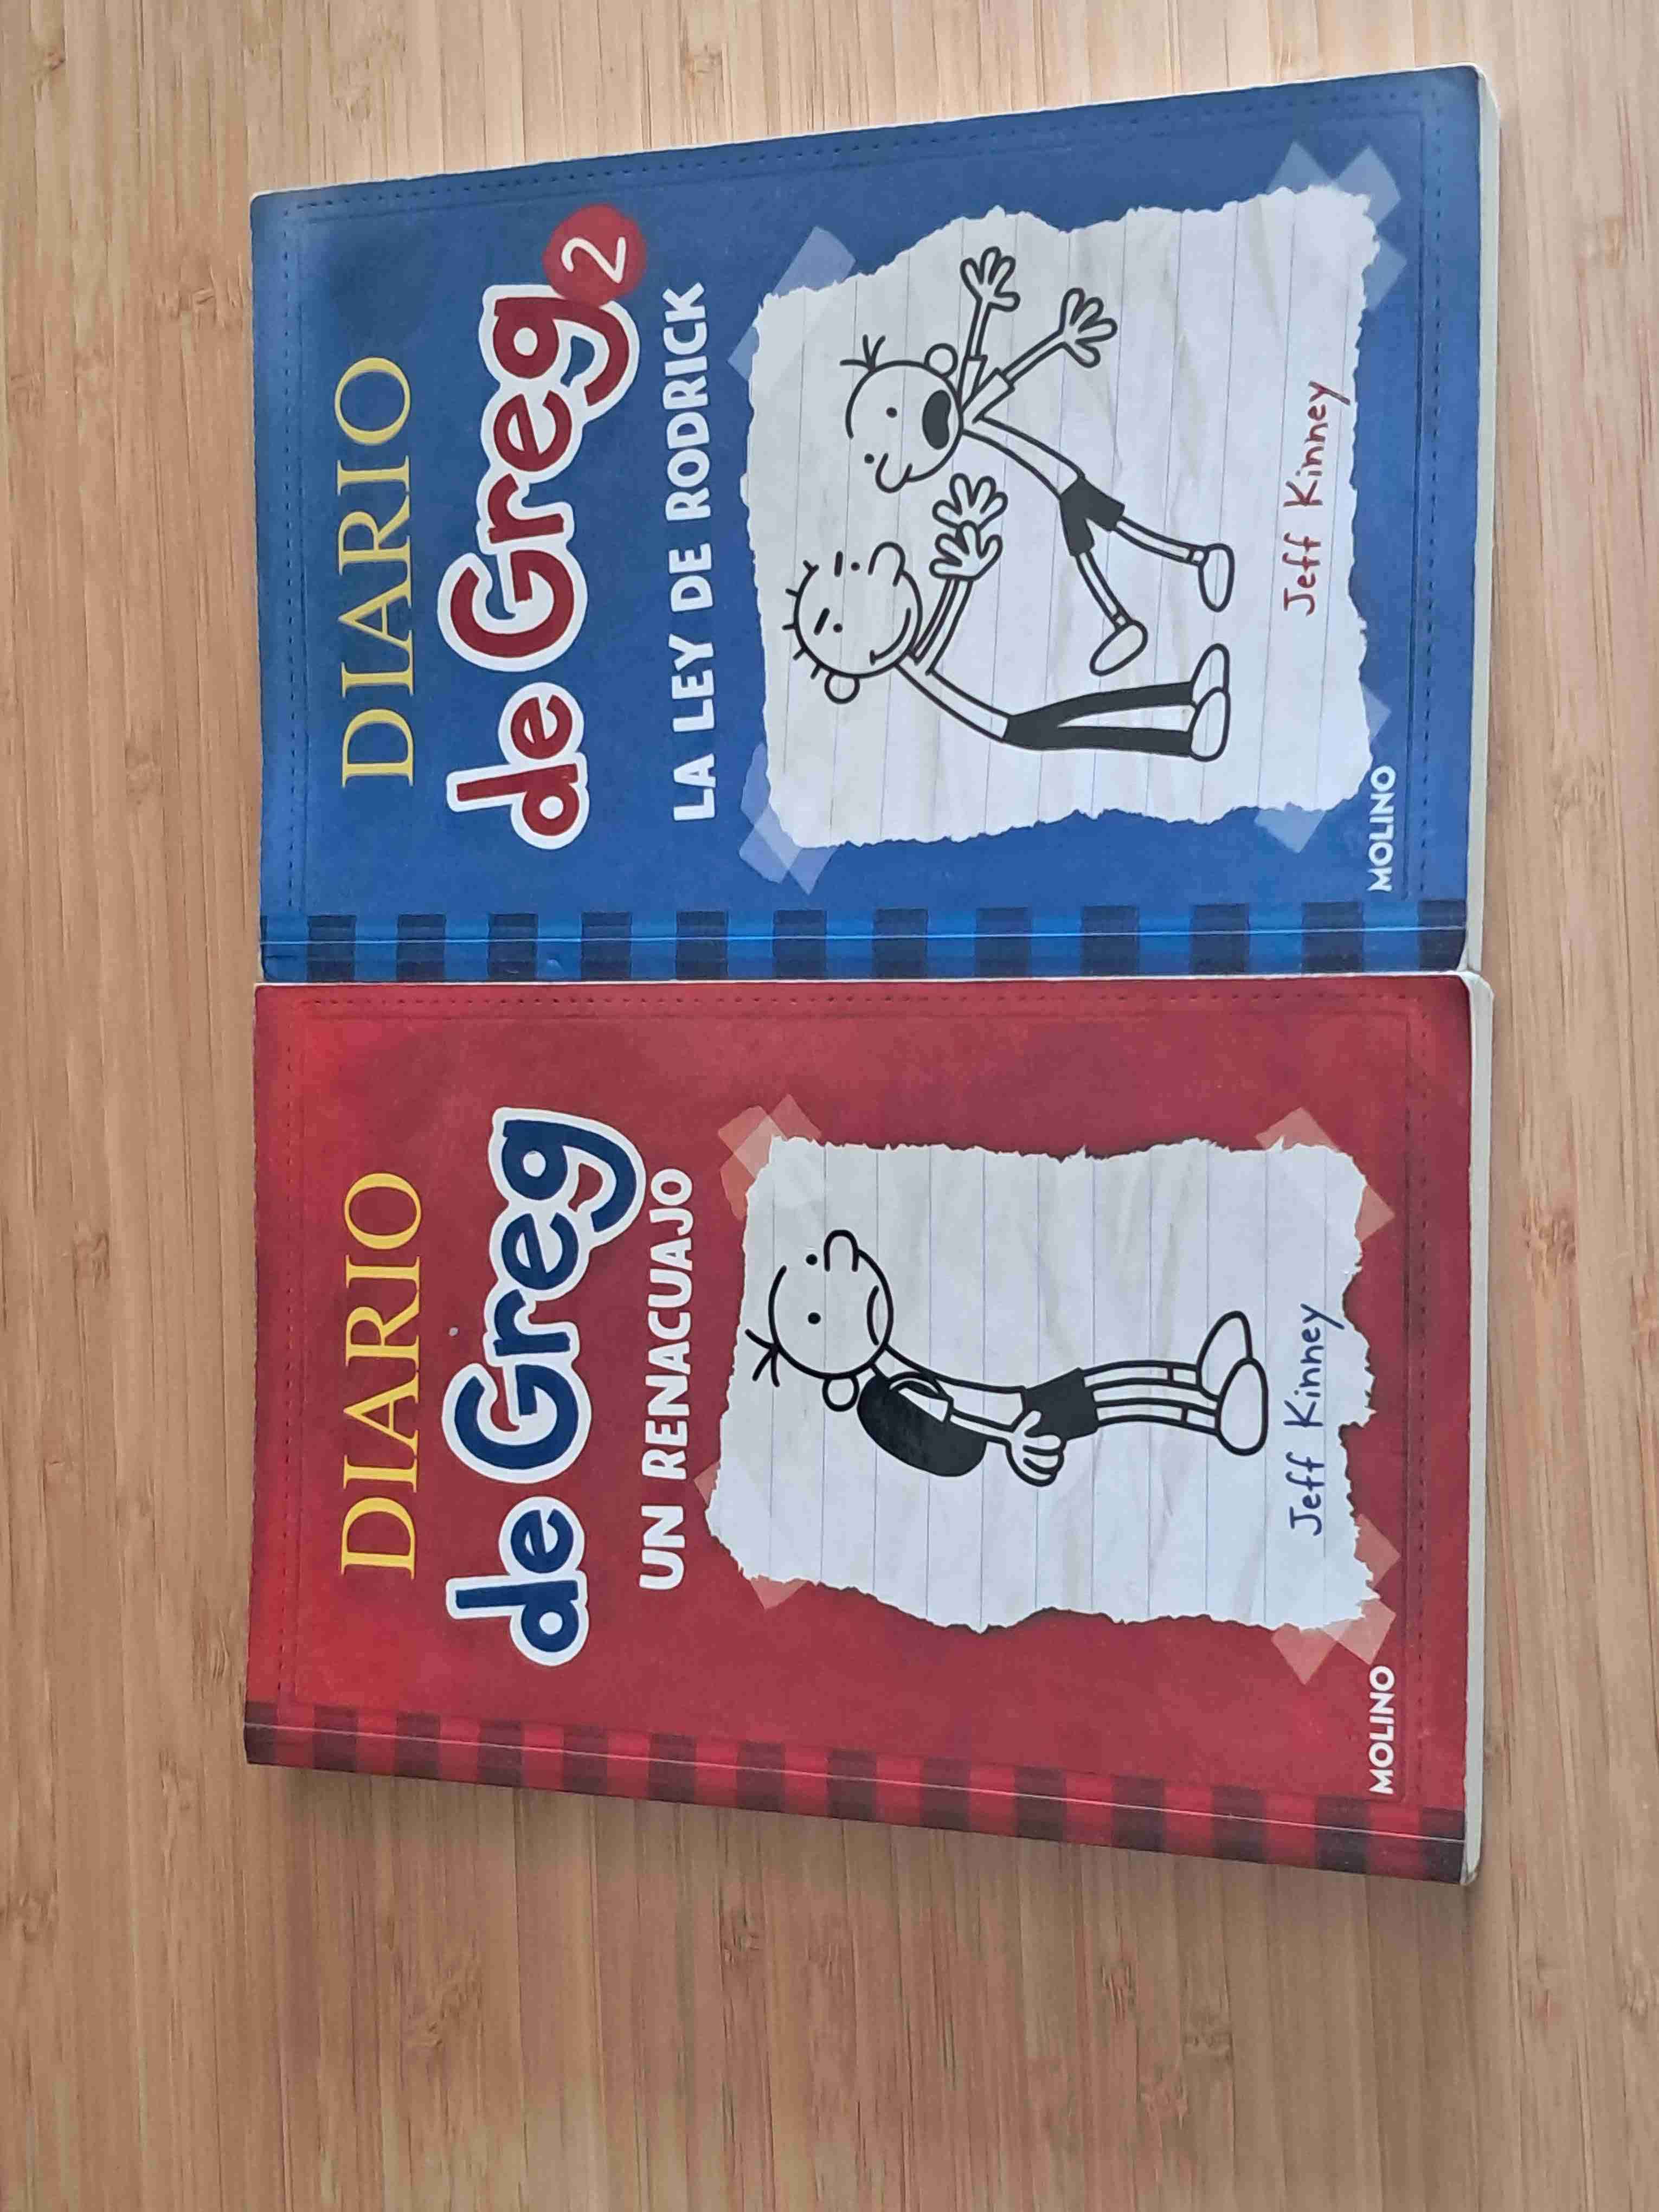 DIARIO
de Greg
UN RENACUAJO
Jeff Kinney
MOLINO
DIARIO
de Greg 2
LA LEY DE RODRICK
Jeff Kinney
MOLINO